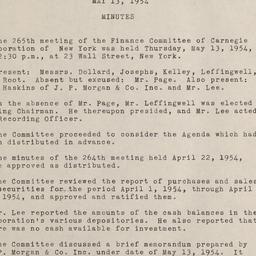 MAY 13, 1954
MINUTES
he 265th meeting of the Finance Committee of Carnegie
poration of New York was held Thursday, May 13, 1954,
2:30 p.m., at 23 Wall Street, New York.
resent: Messrs. Dollard, Josephs, Kelley, Leffingwell,
Root. Absent but excused: Mr. Page. Also present:
Haskins of J. P. Morgan & Co. Inc. and Mr. Lee.
n the absence of Mr. Page, Mr. Leffingwell was elected
ing Chairman. He thereupon presided, and Mr. Lee acted
Recording Officer.
he Committee proceeded to consider the Agenda which had
n distributed in advance.
he minutes of the 264th meeting held April 22, 1954,
e approved as distributed.
he Committee reviewed the report of purchases and sales
securities for the period April 1, 1954, through April
1954, and approved and ratified them.
r. Lee reported the amounts of the cash balances in the
poration's various depositories. He also reported that
re was no cash available for investment.
he Committee discussed a brief memorandum prepared by
P. Morgan & Co. Inc. under date of May 13, 1954. It